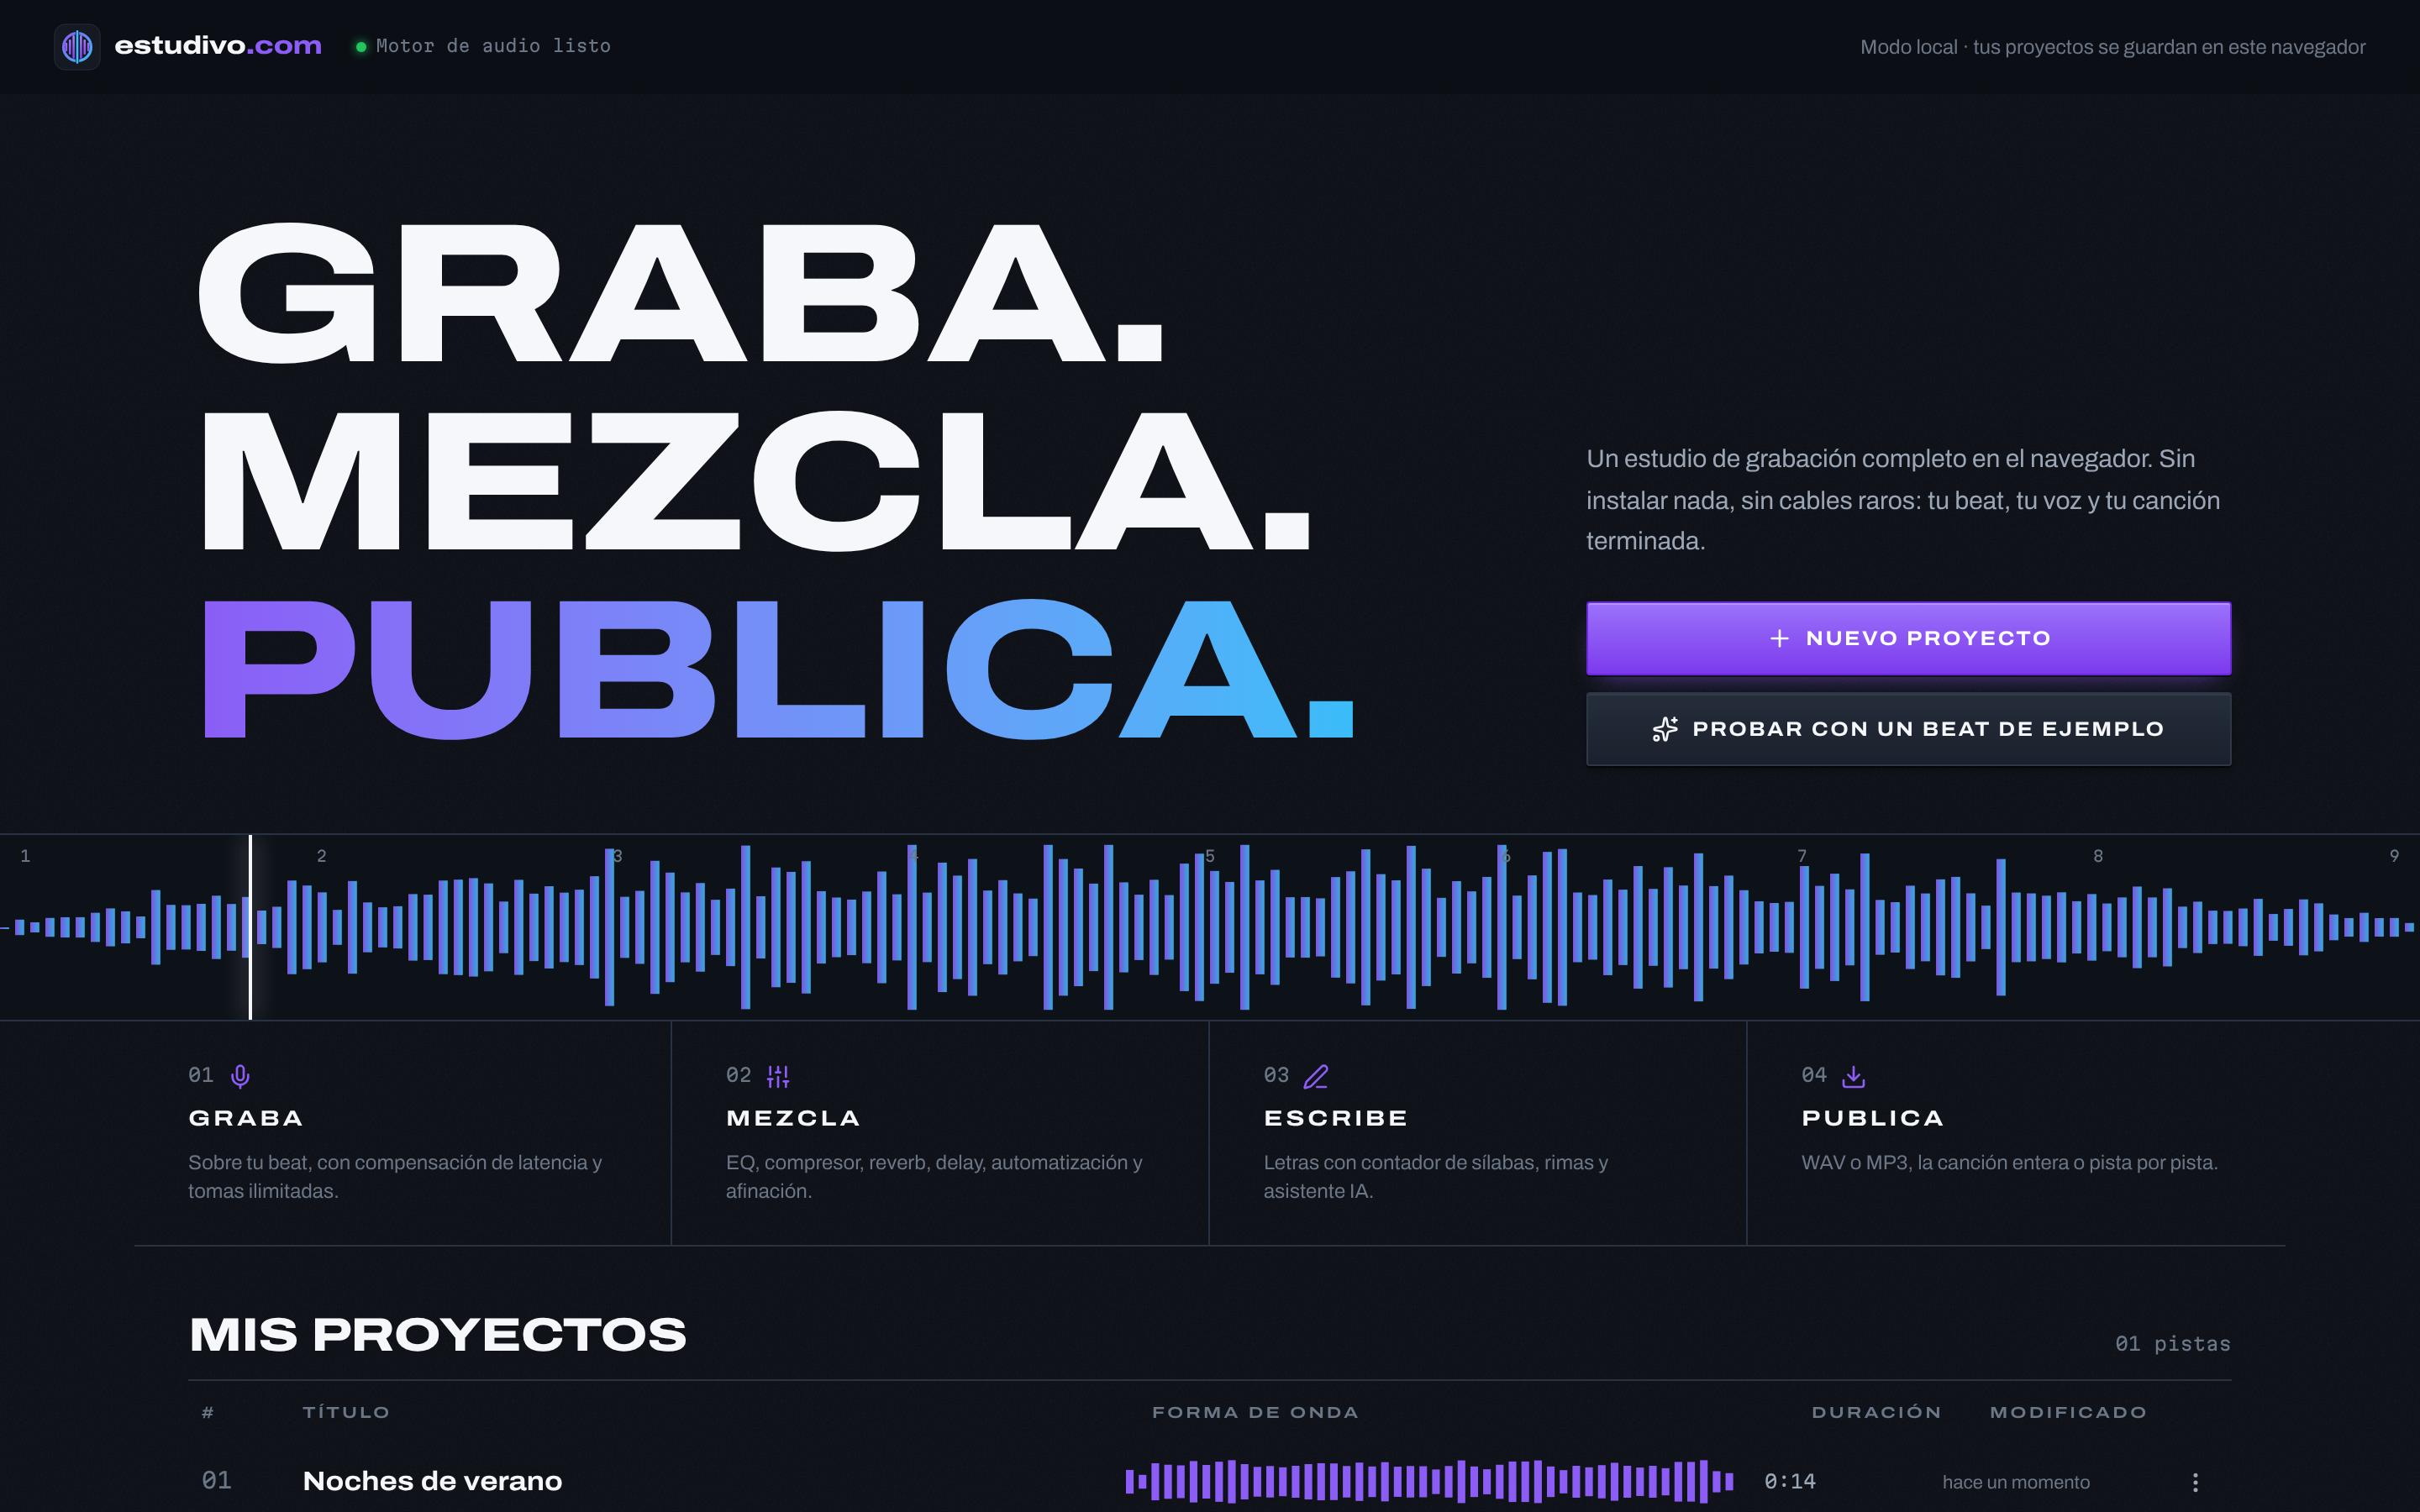 estudivo.com
Motor de audio listo
Modo local · tus proyectos se guardan en este navegador
GRABA.
MEZCLA.
PUBLICA.
Un estudio de grabación completo en el navegador. Sin
instalar nada, sin cables raros: tu beat, tu voz y tu canción
terminada.
+ NUEVO PROYECTO
PROBAR CON UN BEAT DE EJEMPLO
1 2 3 4 5 6 7 8 9
01
GRABA
Sobre tu beat, con compensación de latencia y
tomas ilimitadas.
02
MEZCLA
EQ, compresor, reverb, delay, automatización y
afinación.
03
ESCRIBE
Letras con contador de sílabas, rimas y
asistente IA.
04
PUBLICA
WAV o MP3, la canción entera o pista por pista.
MIS PROYECTOS
01 pistas
# TÍTULO FORMA DE ONDA DURACIÓN MODIFICADO
01 Noches de verano 0:14 hace un momento